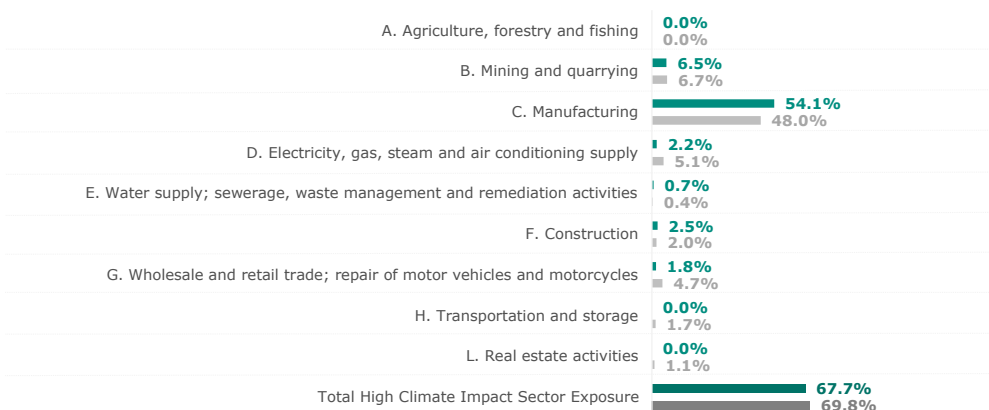 A. Agriculture, forestry and fishing
0.0%
0.0%
B. Mining and quarrying
6.5%
6.7%
C. Manufacturing
54.1%
48.0%
D. Electricity, gas, steam and air conditioning supply
2.2%
5.1%
E. Water supply; sewerage, waste management and remediation activities
0.7%
0.4%
F. Construction
2.5%
2.0%
G. Wholesale and retail trade; repair of motor vehicles and motorcycles
1.8%
4.7%
H. Transportation and storage
0.0%
1.7%
L. Real estate activities
0.0%
1.1%
Total High Climate Impact Sector Exposure
67.7%
69.8%